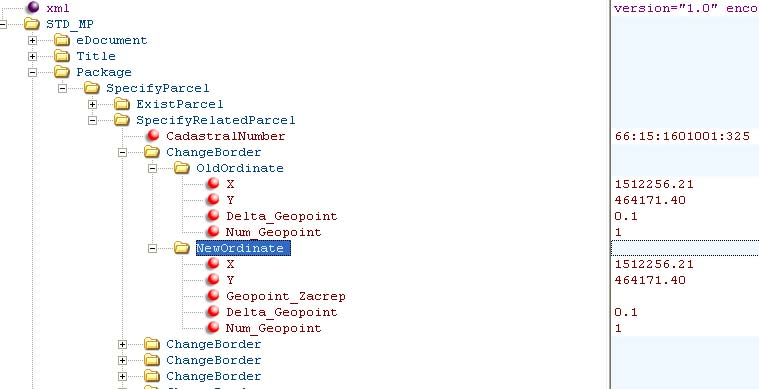 xml version="1.0" enco
STD_MP
eDocument
Title
Package
SpecifyParcel
ExistParcel
SpecifyRelatedParcel
CadastralNumber 66:15:1601001:325
ChangeBorder
OldOrdinate
X 1512256.21
Y 464171.40
Delta_Geopoint 0.1
Num_Geopoint 1
NewOrdinate
X 1512256.21
Y 464171.40
Geopoint_Zacrep
Delta_Geopoint 0.1
Num_Geopoint 1
ChangeBorder
ChangeBorder
ChangeBorder